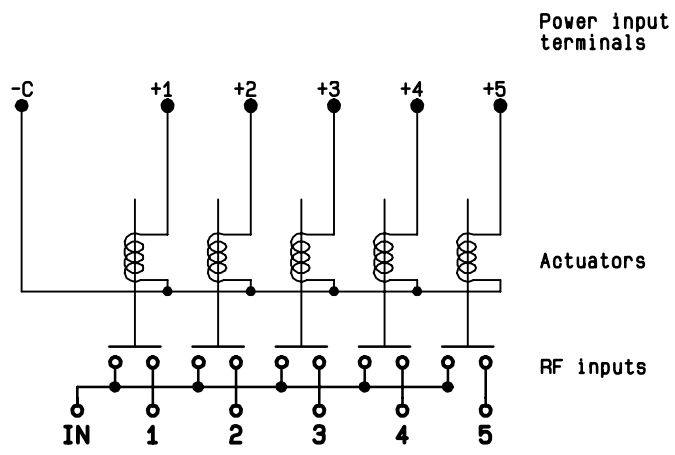 Power input
terminals
-C +1 +2 +3 +4 +5
Actuators
RF inputs
IN 1 2 3 4 5